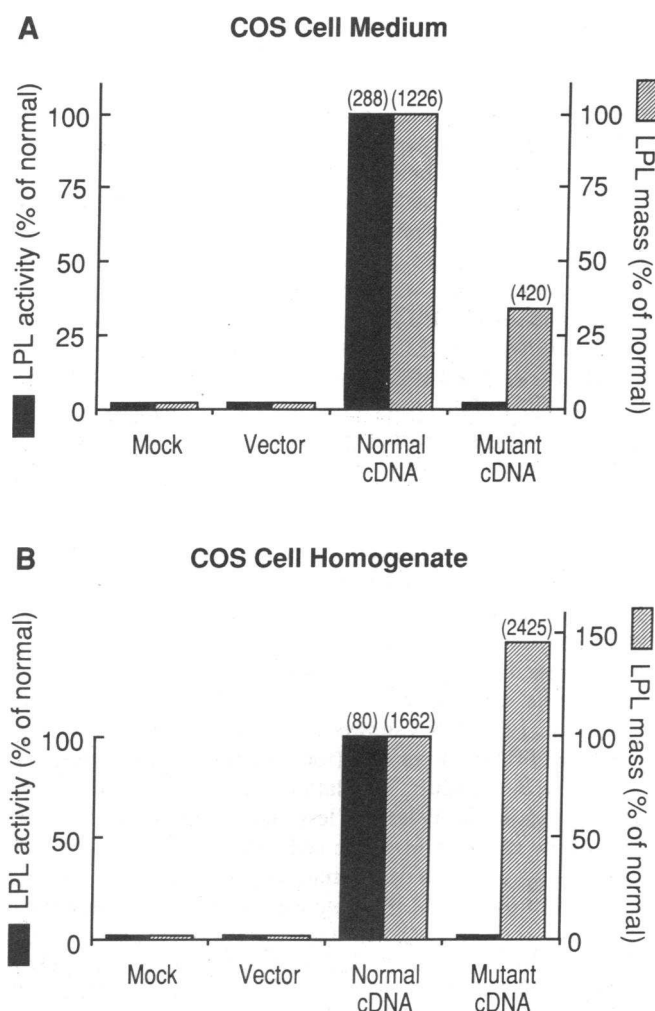 A COS Cell Medium
LPL activity (% of normal)
100
75
50
25
0
(288) (1226)
(420)
100
75
50
25
0
LPL mass (% of normal)
Mock Vector Normal cDNA Mutant cDNA
B COS Cell Homogenate
LPL activity (% of normal)
100
50
0
(80) (1662)
(2425)
150
100
50
0
LPL mass (% of normal)
Mock Vector Normal cDNA Mutant cDNA